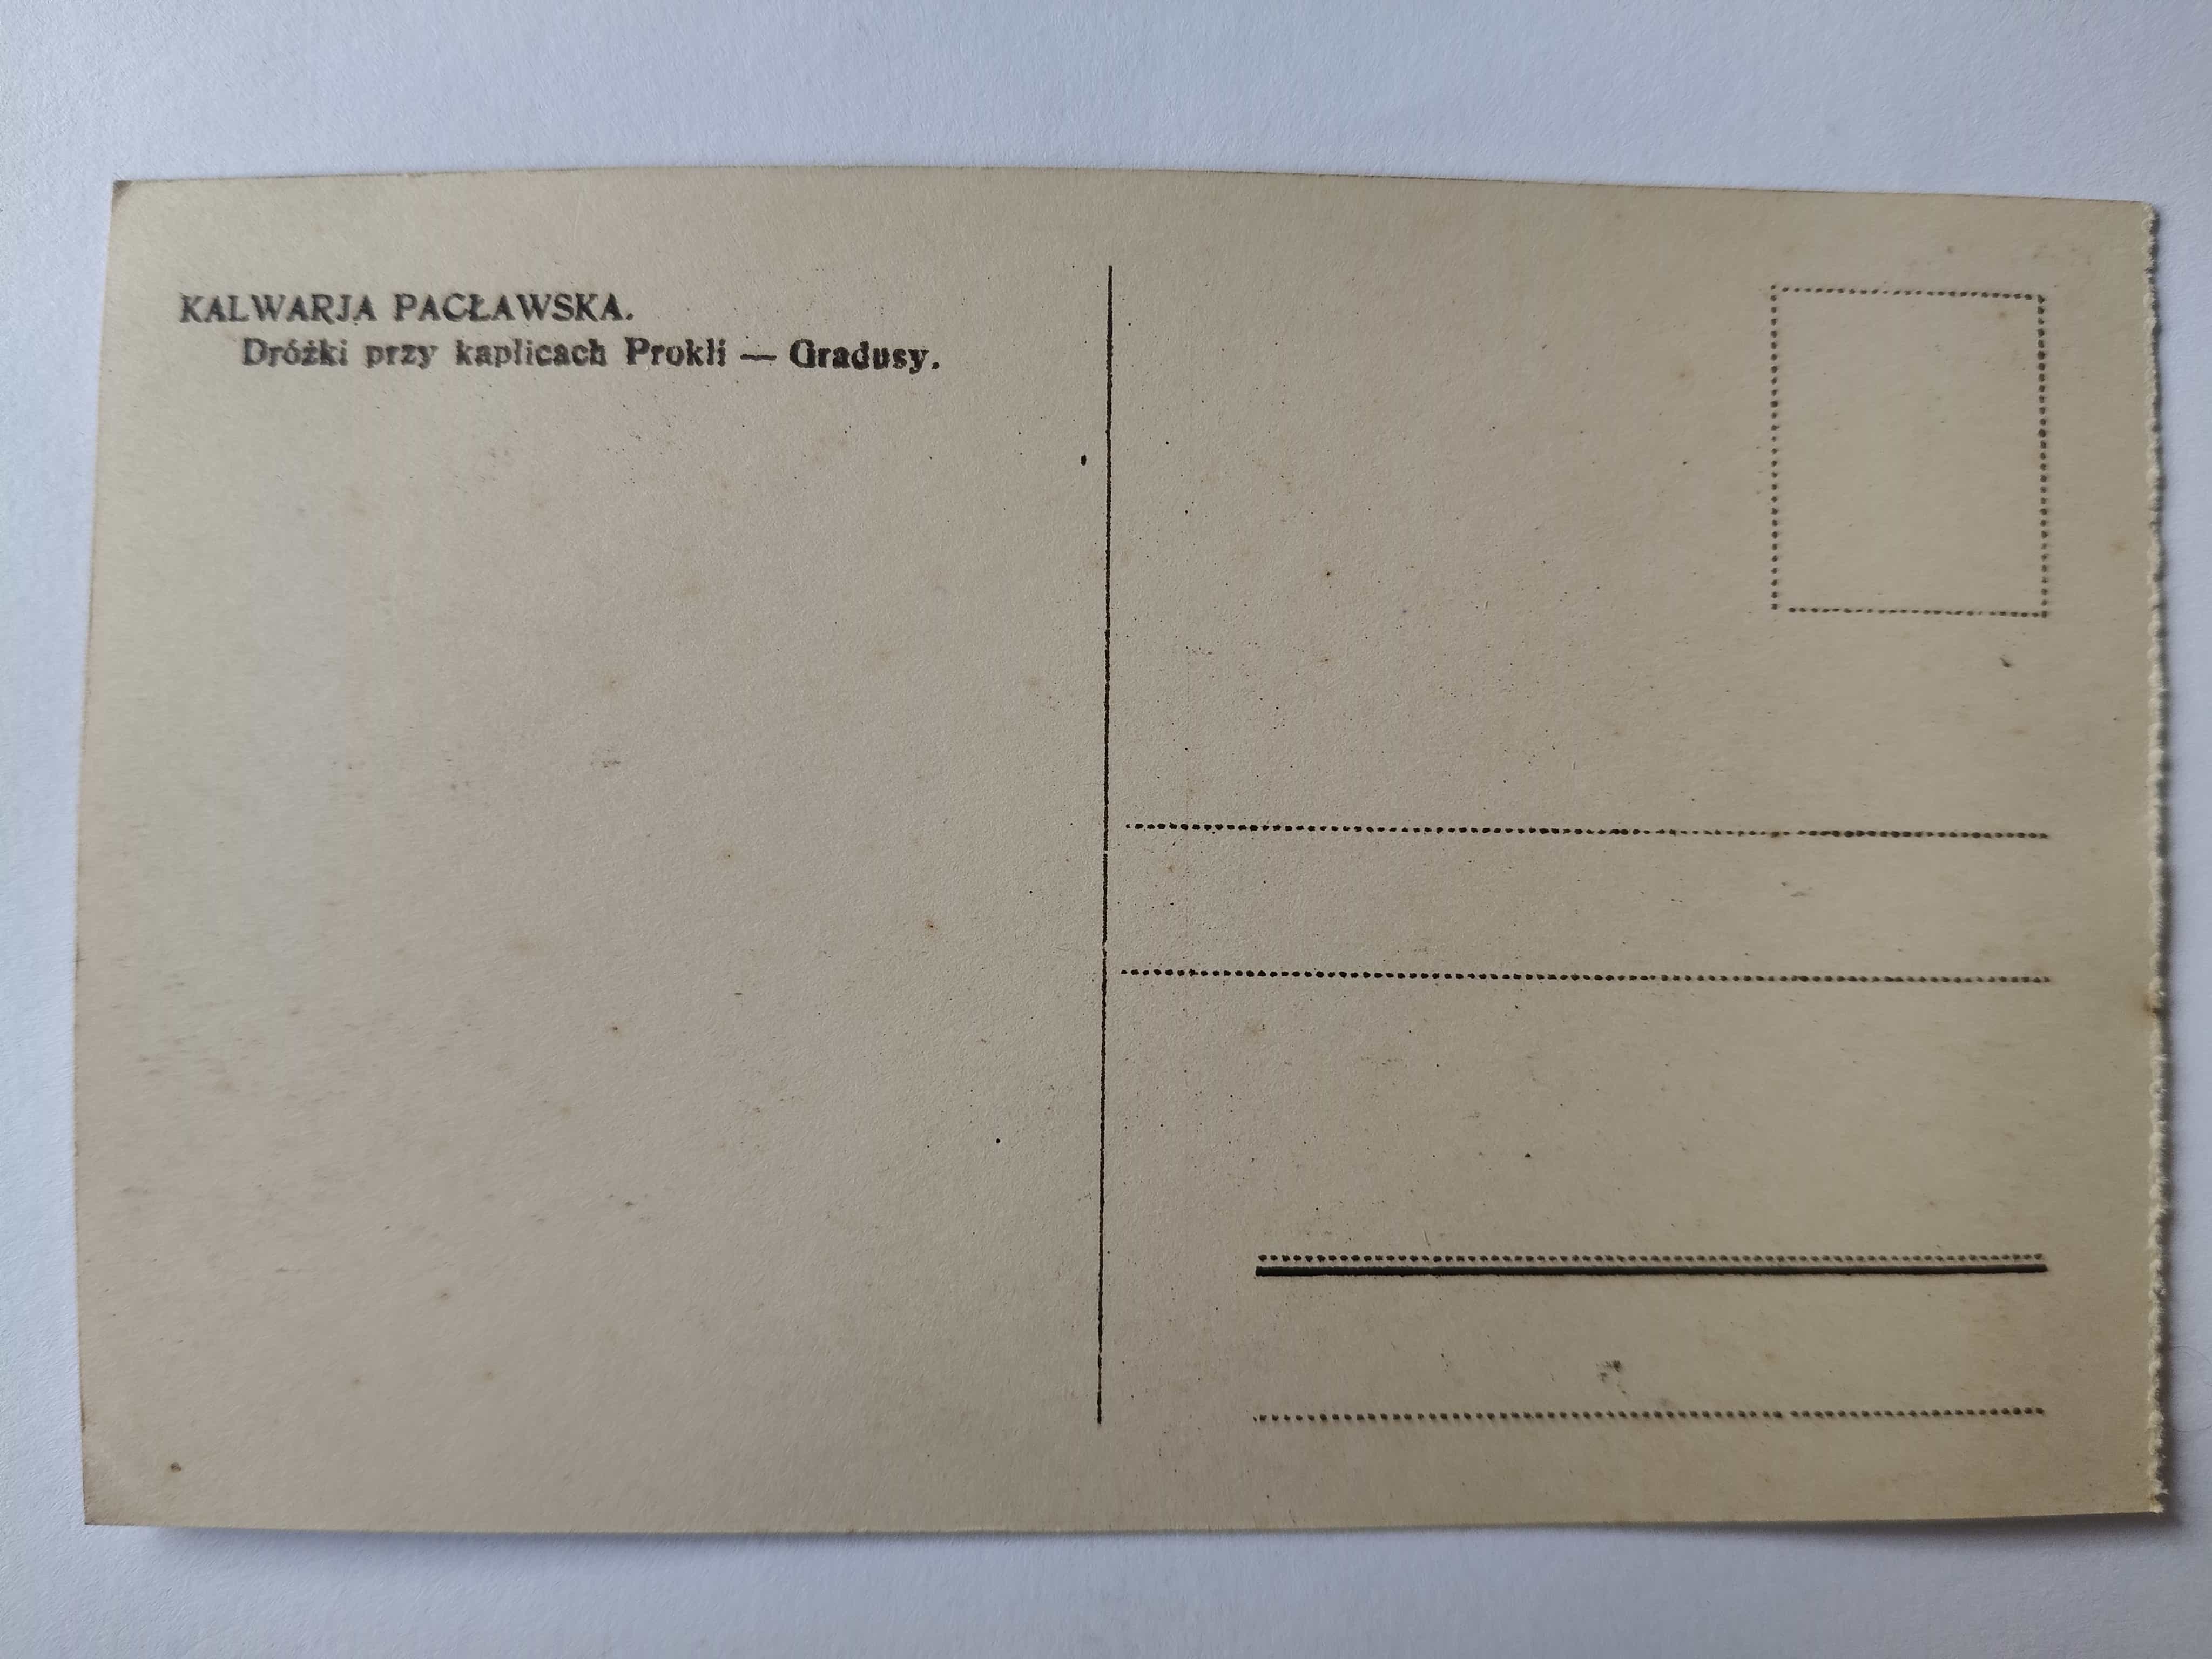 KALWARJA PACŁAWSKA.
Dróżki przy kaplicach Prokli — Gradusy.